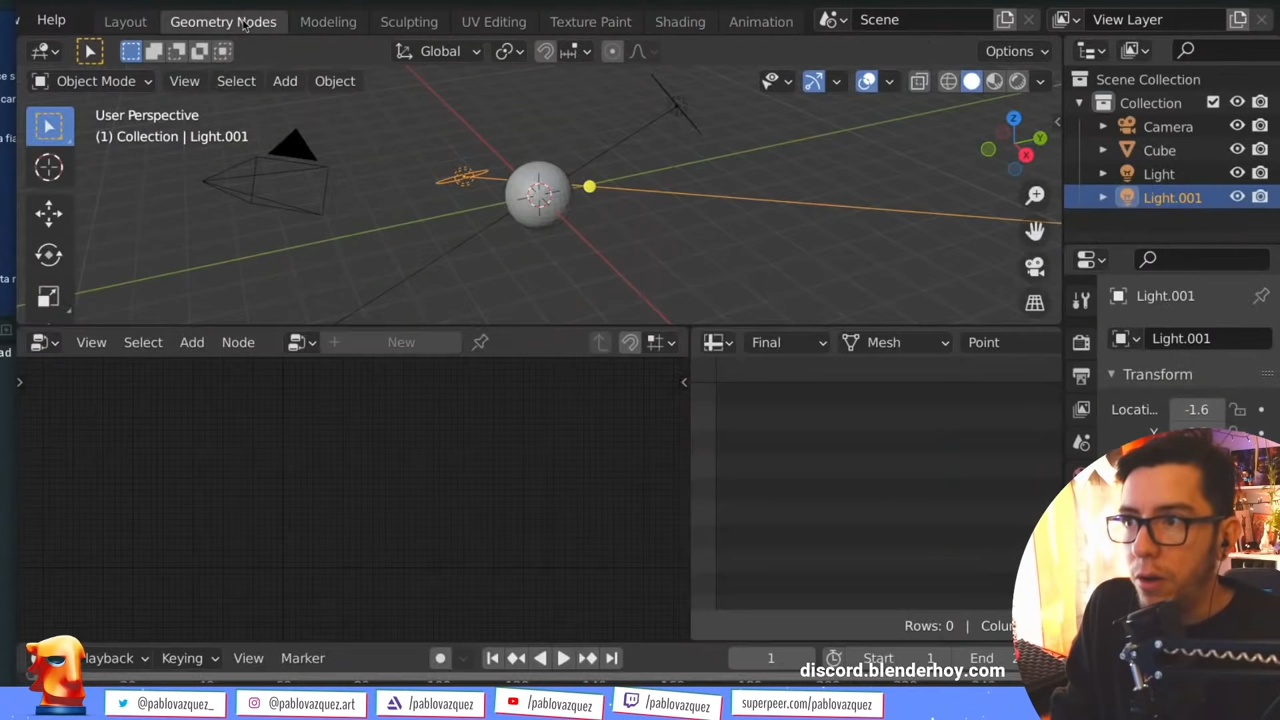 Help
Layout
Geometry Nodes
Modeling
Sculpting
UV Editing
Texture Paint
Shading
Animation
Scene
View Layer
Global
Options
Object Mode
View
Select
Add
Object
User Perspective
(1) Collection | Light.001
Z
Y
X
Scene Collection
Collection
Camera
Cube
Light
Light.001
Light.001
Light.001
Transform
Locati...
-1.6
View
Select
Add
Node
New
Final
Mesh
Point
Rows: 0 |
Keying
View
Marker
1
Start
1
End
discord.blenderhoy.com
@pablovazquez_
@pablovazquez.art
/pablovazquez
/pablovazquez
/pablovazquez
superpeer.com/pablovazquez